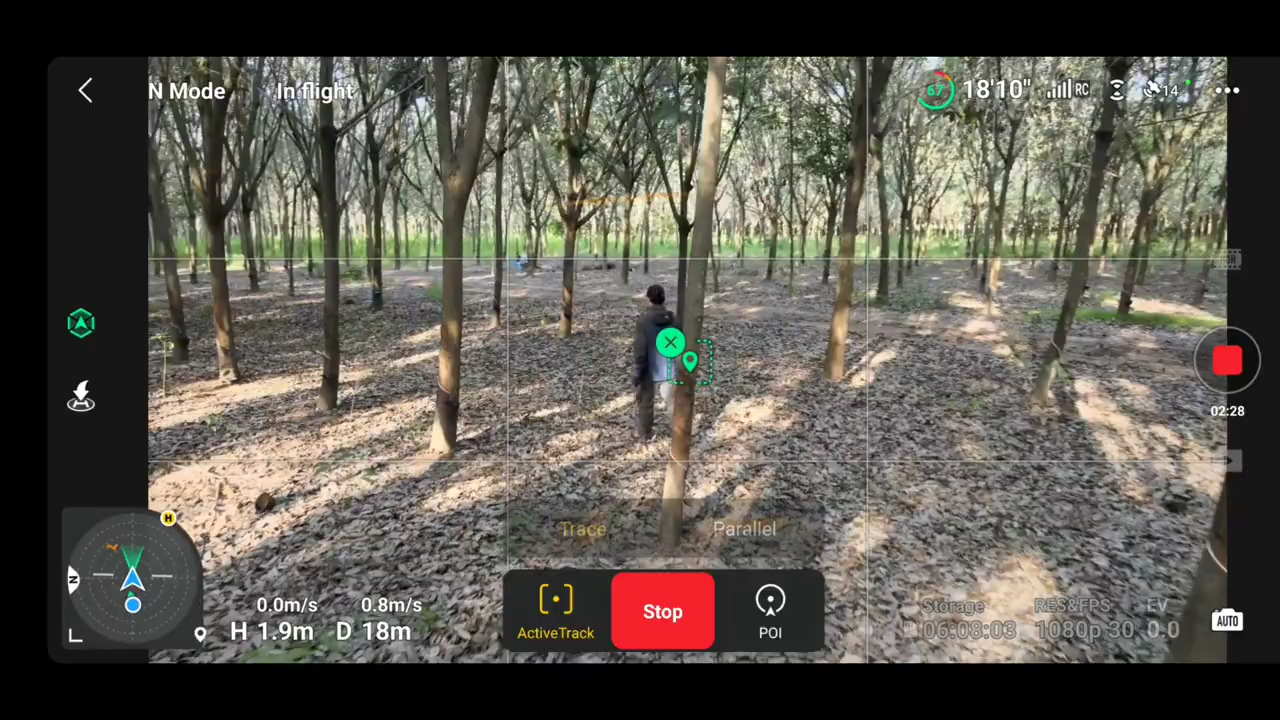 N Mode In flight
67 18'10" RC 14
02:28
H
N
0.0m/s 0.8m/s
H 1.9m D 18m
Trace Parallel
ActiveTrack
Stop
POI
Storage RES&FPS EV
06:08:03 1080p 30 0.0
AUTO